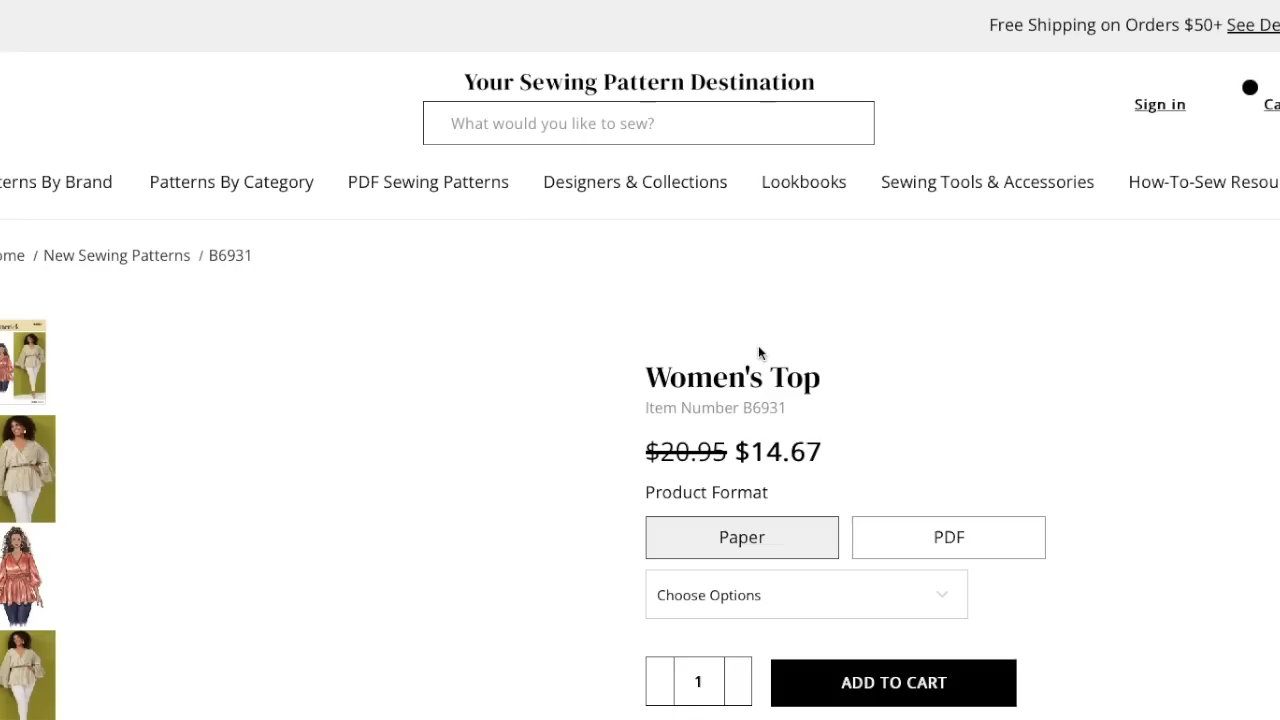 Free Shipping on Orders $50+ See De
Your Sewing Pattern Destination
What would you like to sew?
Sign in
Ca
terns By Brand
Patterns By Category
PDF Sewing Patterns
Designers & Collections
Lookbooks
Sewing Tools & Accessories
How-To-Sew Resou
ome / New Sewing Patterns / B6931
Women's Top
Item Number B6931
$20.95 $14.67
Product Format
Paper
PDF
Choose Options
1
ADD TO CART